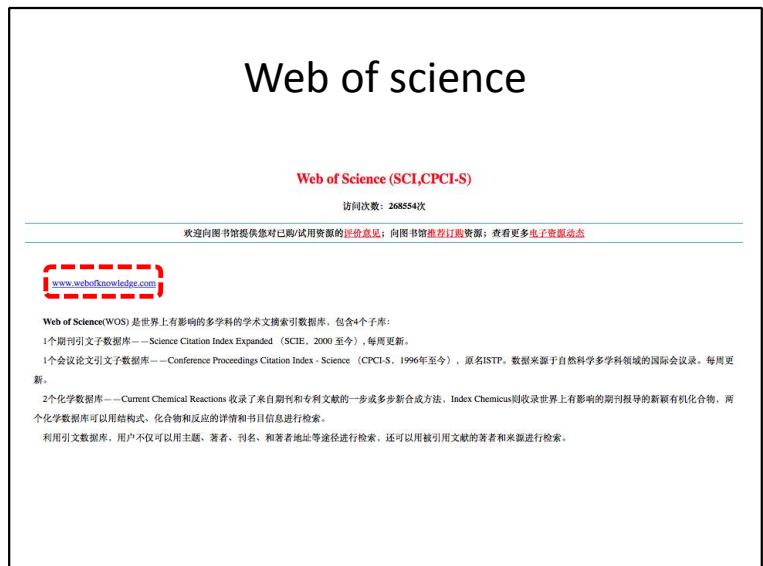 Web of science
Web of Science (SCI,CPCI-S)
访问次数：268554次
欢迎向图书馆提供您对已购/试用资源的评价意见；向图书馆推荐订购资源；查看更多电子资源动态
www.webofknowledge.com
Web of Science(WOS) 是世界上有影响的多学科的学术文摘索引数据库，包含4个子库：
1个期刊引文子数据库——Science Citation Index Expanded （SCIE，2000 至今）, 每周更新。
1个会议论文引文子数据库——Conference Proceedings Citation Index - Science （CPCI-S，1996年至今），原名ISTP。数据来源于自然科学多学科领域的国际会议录。每周更
新。
2个化学数据库——Current Chemical Reactions 收录了来自期刊和专利文献的一步或多步新合成方法，Index Chemicus则收录世界上有影响的期刊报导的新颖有机化合物，两
个化学数据库可以用结构式、化合物和反应的详情和书目信息进行检索。
利用引文数据库，用户不仅可以用主题、著者、刊名、和著者地址等途径进行检索，还可以用被引用文献的著者和来源进行检索。